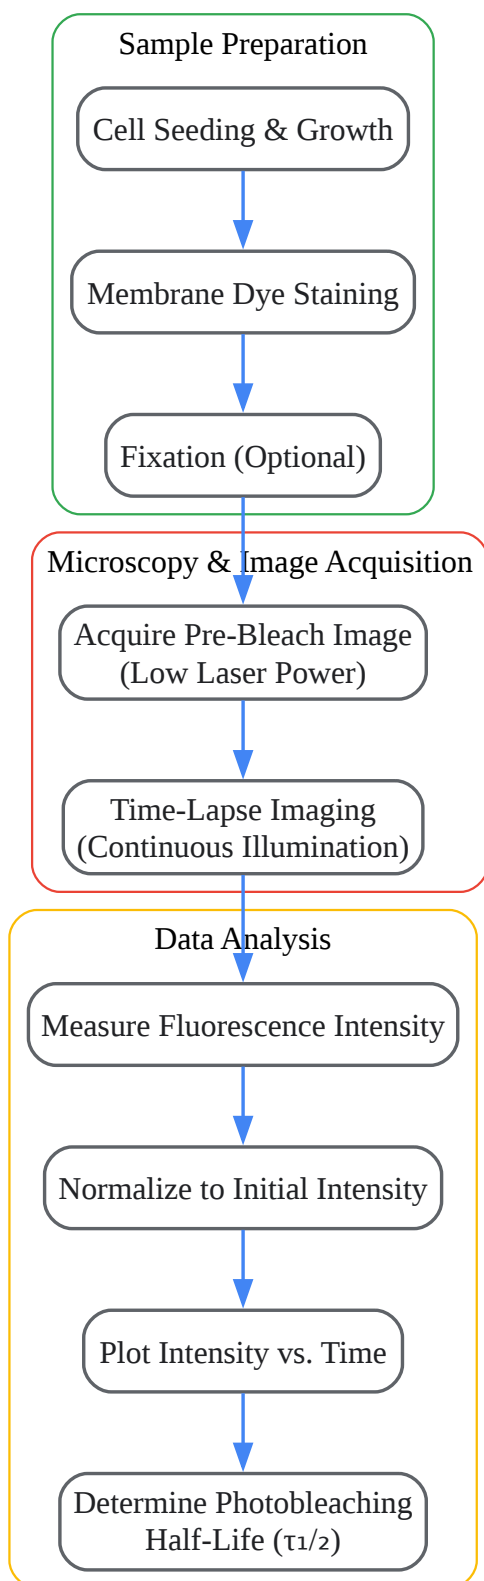 Sample Preparation
Cell Seeding & Growth
Membrane Dye Staining
Fixation (Optional)
Microscopy & Image Acquisition
Acquire Pre-Bleach Image
(Low Laser Power)
Time-Lapse Imaging
(Continuous Illumination)
Data Analysis
Measure Fluorescence Intensity
Normalize to Initial Intensity
Plot Intensity vs. Time
Determine Photobleaching
Half-Life (τ₁/₂)